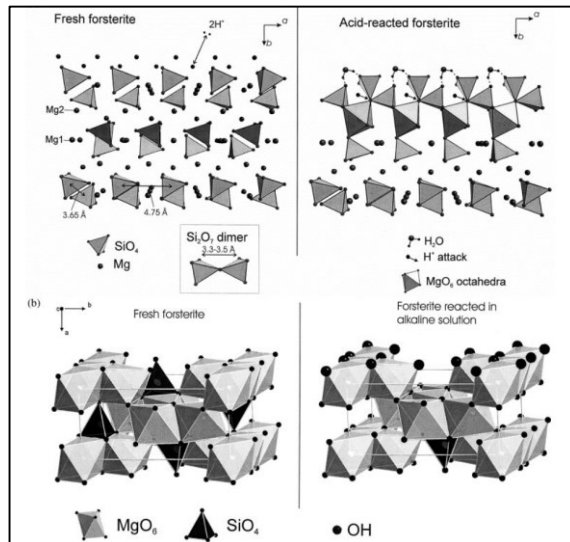 Fresh forsterite
2H⁺
a
b
Mg2
Mg1
3.65 Å
4.75 Å
SiO₄
Mg
Si₂O₇ dimer
3.3-3.5 Å
Acid-reacted forsterite
a
b
H₂O
H⁺ attack
MgO₆ octahedra
(b)
c
b
a
Fresh forsterite
Forsterite reacted in
alkaline solution
MgO₆
SiO₄
OH